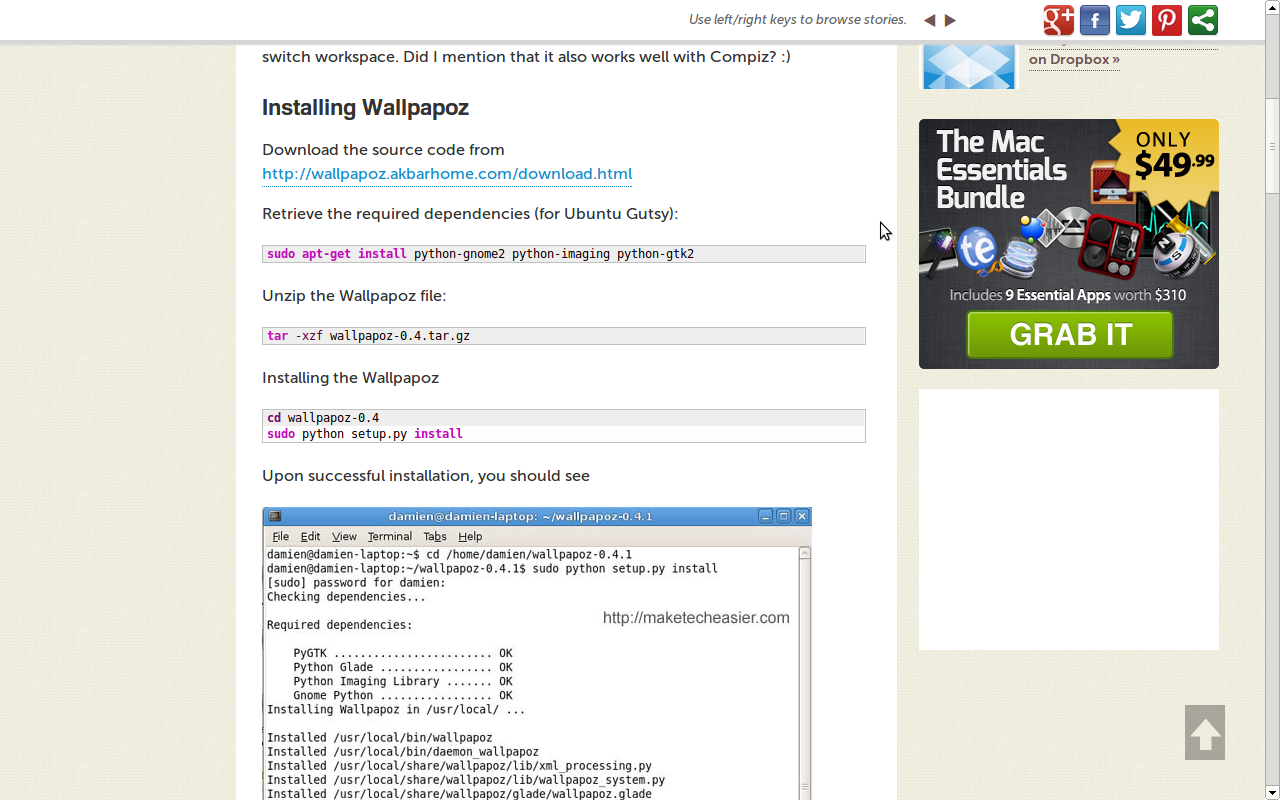 Use left/right keys to browse stories.
switch workspace. Did I mention that it also works well with Compiz? :)
on Dropbox »
Installing Wallpapoz
Download the source code from
http://wallpapoz.akbarhome.com/download.html
Retrieve the required dependencies (for Ubuntu Gutsy):
sudo apt-get install python-gnome2 python-imaging python-gtk2
Unzip the Wallpapoz file:
tar -xzf wallpapoz-0.4.tar.gz
Installing the Wallpapoz
cd wallpapoz-0.4
sudo python setup.py install
Upon successful installation, you should see
damien@damien-laptop: ~/wallpapoz-0.4.1
File Edit View Terminal Tabs Help
damien@damien-laptop:~$ cd /home/damien/wallpapoz-0.4.1
damien@damien-laptop:~/wallpapoz-0.4.1$ sudo python setup.py install
[sudo] password for damien:
Checking dependencies...
http://maketecheasier.com
Required dependencies:
PyGTK ........................ OK
Python Glade ................. OK
Python Imaging Library ....... OK
Gnome Python ................. OK
Installing Wallpapoz in /usr/local/ ...
Installed /usr/local/bin/wallpapoz
Installed /usr/local/bin/daemon_wallpapoz
Installed /usr/local/share/wallpapoz/lib/xml_processing.py
Installed /usr/local/share/wallpapoz/lib/wallpapoz_system.py
Installed /usr/local/share/wallpapoz/glade/wallpapoz.glade
The Mac
Essentials
Bundle
ONLY
$49.99
te
N
S
Includes 9 Essential Apps worth $310
GRAB IT